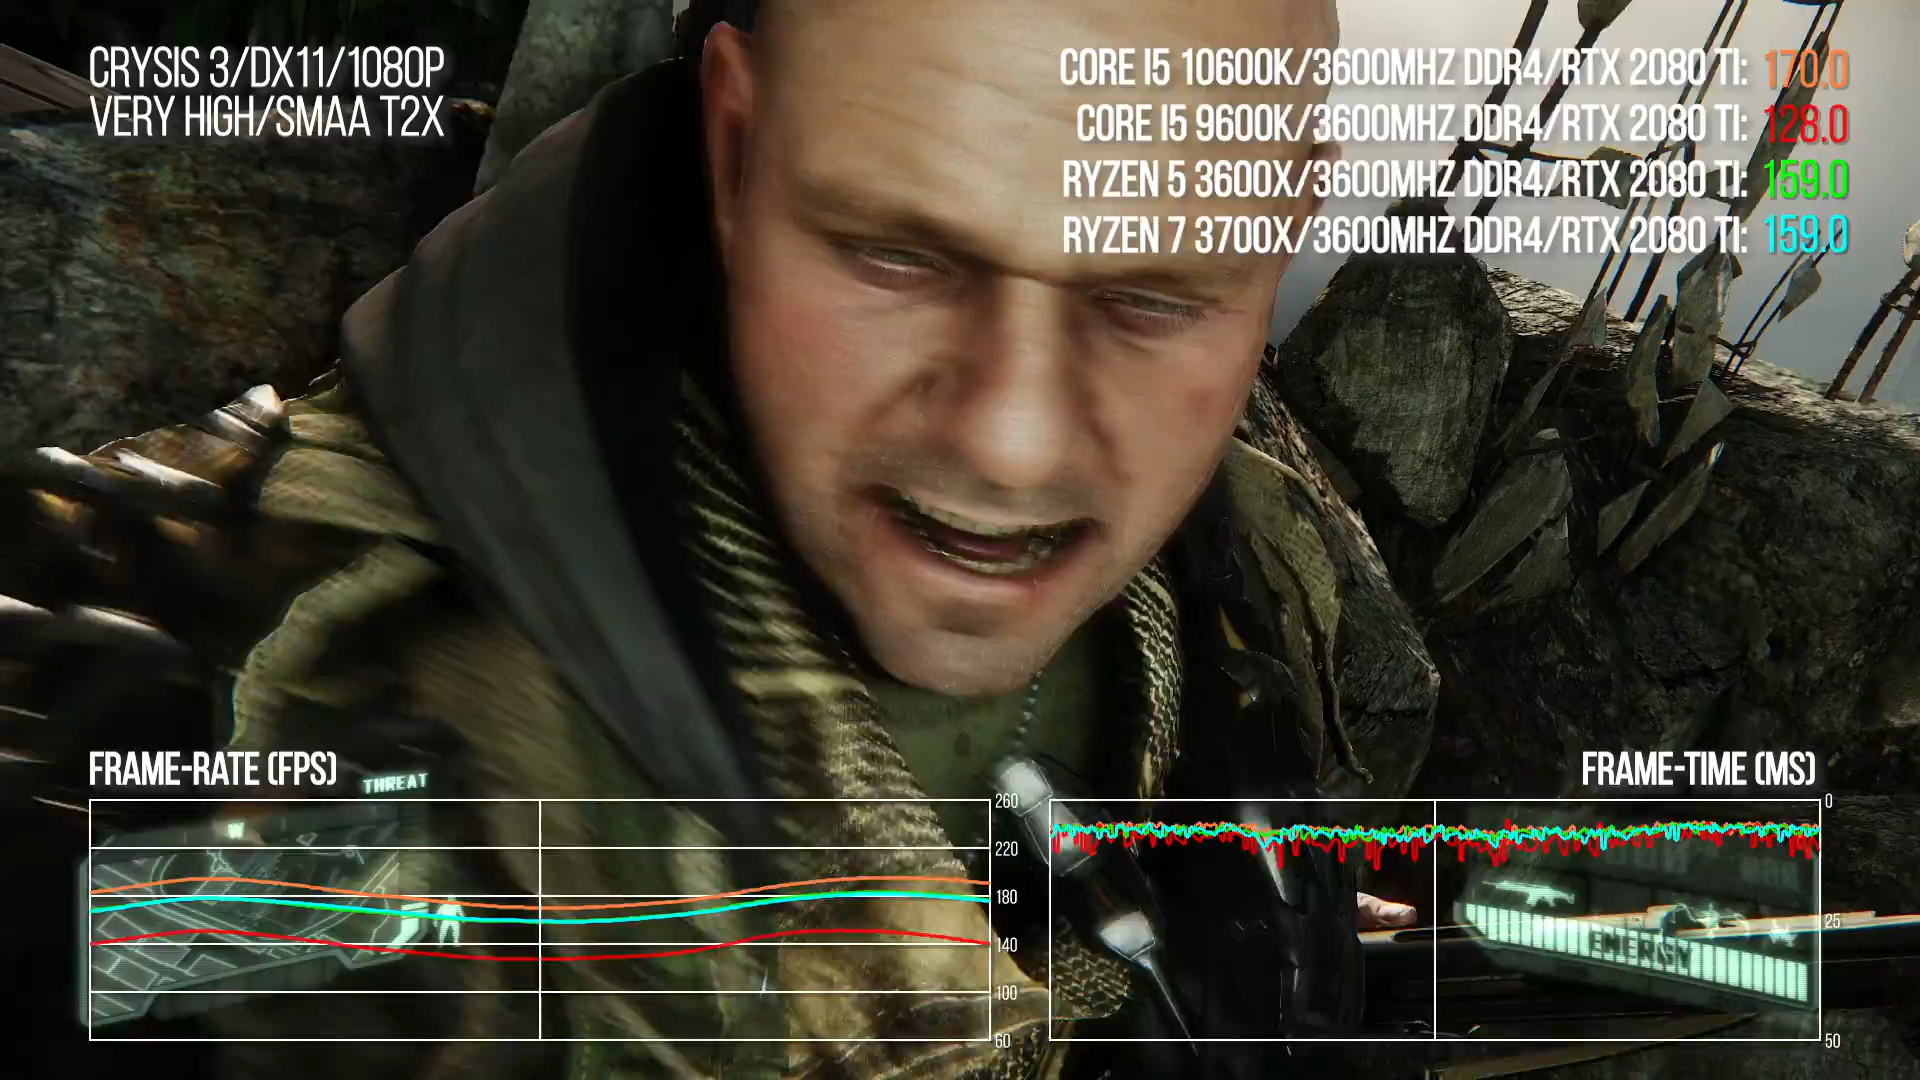 CRYSIS 3/DX11/1080P
VERY HIGH/SMAA T2X
CORE I5 10600K/3600MHZ DDR4/RTX 2080 TI: 170.0
CORE I5 9600K/3600MHZ DDR4/RTX 2080 TI: 128.0
RYZEN 5 3600X/3600MHZ DDR4/RTX 2080 TI: 159.0
RYZEN 7 3700X/3600MHZ DDR4/RTX 2080 TI: 159.0
FRAME-RATE (FPS)
THREAT
W
260
220
180
140
100
60
FRAME-TIME (MS)
0
25
50
ENERGY